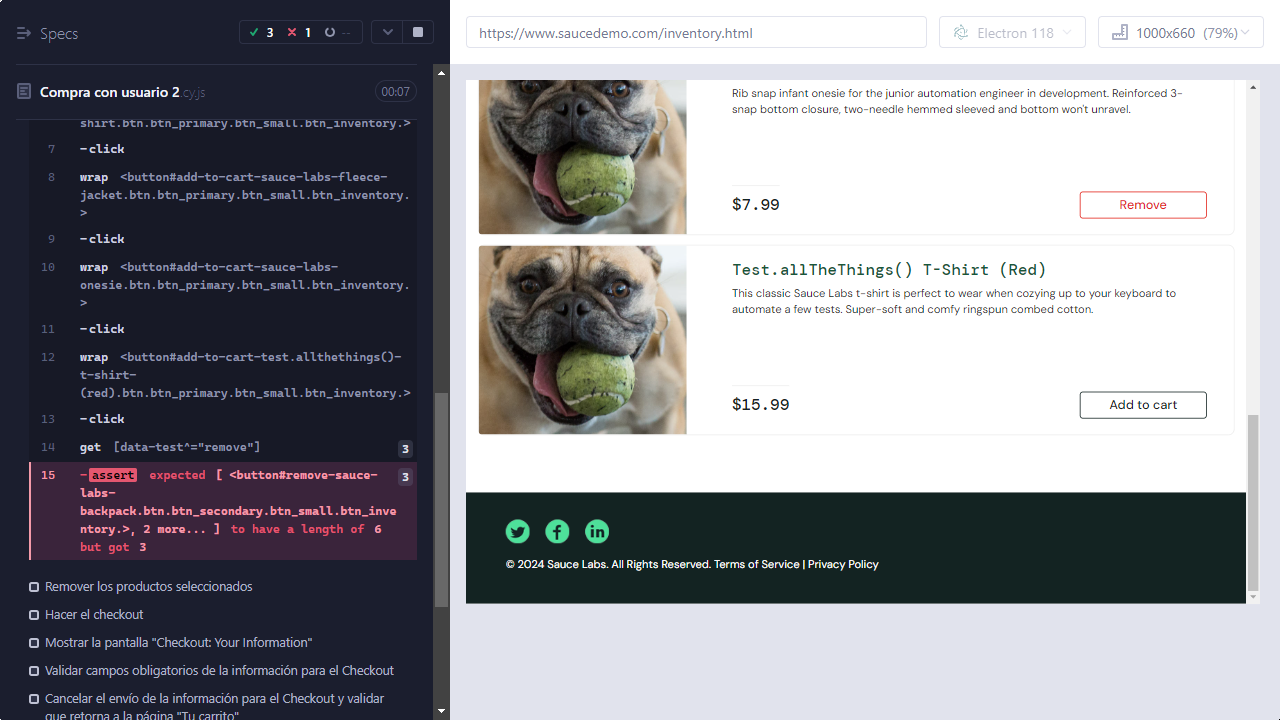 Specs
3
1
--
https://www.saucedemo.com/inventory.html
Electron 118
1000x660 (79%)
Compra con usuario 2.cy.js
00:07
shirt.btn.btn_primary.btn_small.btn_inventory.>
7 -click
8 wrap <button#add-to-cart-sauce-labs-fleece-
jacket.btn.btn_primary.btn_small.btn_inventory.
>
9 -click
10 wrap <button#add-to-cart-sauce-labs-
onesie.btn.btn_primary.btn_small.btn_inventory.
>
11 -click
12 wrap <button#add-to-cart-test.allthethings()-
t-shirt-
(red).btn.btn_primary.btn_small.btn_inventory.>
13 -click
14 get [data-test^="remove"] 3
15 -assert expected [ <button#remove-sauce- 3
labs-
backpack.btn.btn_secondary.btn_small.btn_inve
ntory.>, 2 more... ] to have a length of 6
but got 3
Remover los productos seleccionados
Hacer el checkout
Mostrar la pantalla "Checkout: Your Information"
Validar campos obligatorios de la información para el Checkout
Cancelar el envío de la información para el Checkout y validar
que retorna a la página "Tu carrito"
Rib snap infant onesie for the junior automation engineer in development. Reinforced 3-
snap bottom closure, two-needle hemmed sleeved and bottom won't unravel.
$7.99
Remove
Test.allTheThings() T-Shirt (Red)
This classic Sauce Labs t-shirt is perfect to wear when cozying up to your keyboard to
automate a few tests. Super-soft and comfy ringspun combed cotton.
$15.99
Add to cart
© 2024 Sauce Labs. All Rights Reserved. Terms of Service | Privacy Policy